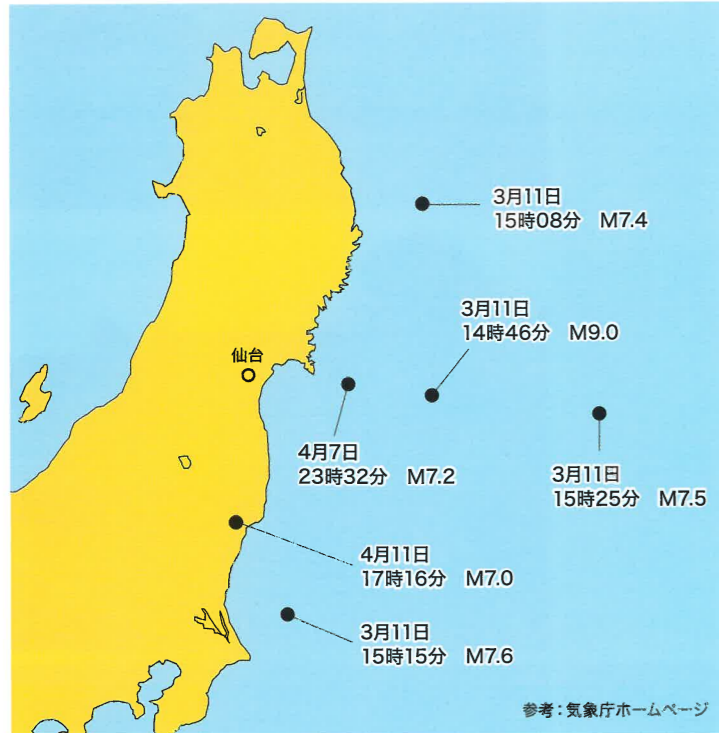 3月11日
15時08分 M7.4
3月11日
14時46分 M9.0
仙台
4月7日
23時32分 M7.2
3月11日
15時25分 M7.5
4月11日
17時16分 M7.0
3月11日
15時15分 M7.6
参考：気象庁ホームページ